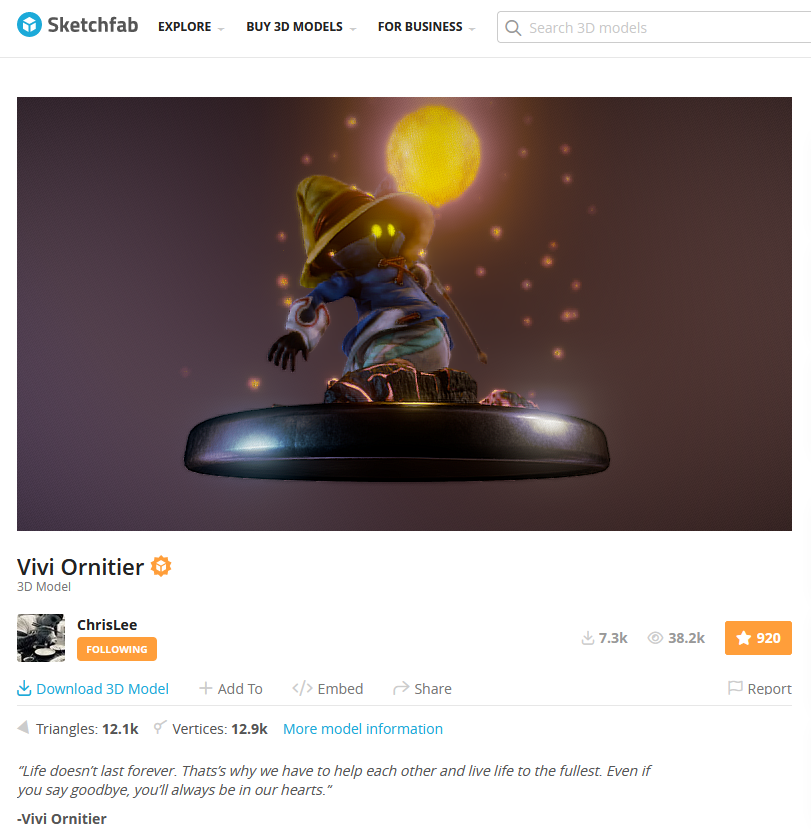 Sketchfab
EXPLORE BUY 3D MODELS FOR BUSINESS Search 3D models
Vivi Ornitier
3D Model
ChrisLee
FOLLOWING
7.3k 38.2k 920
Download 3D Model Add To Embed Share Report
Triangles: 12.1k Vertices: 12.9k More model information
“Life doesn’t last forever. Thats’s why we have to help each other and live life to the fullest. Even if
you say goodbye, you’ll always be in our hearts.”
-Vivi Ornitier